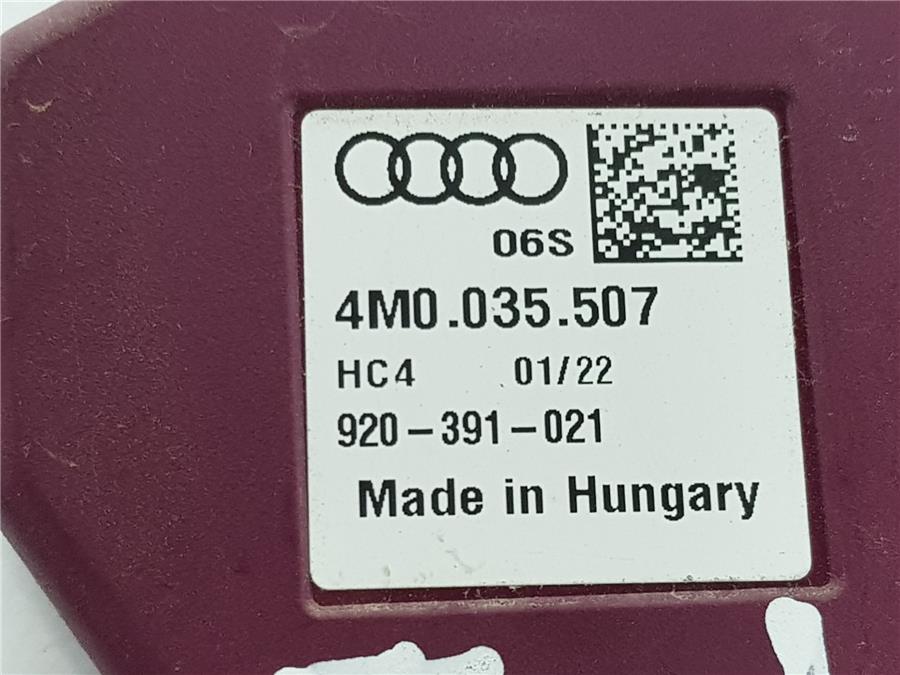 06S
4M0.035.507
HC4 01/22
920-391-021
Made in Hungary